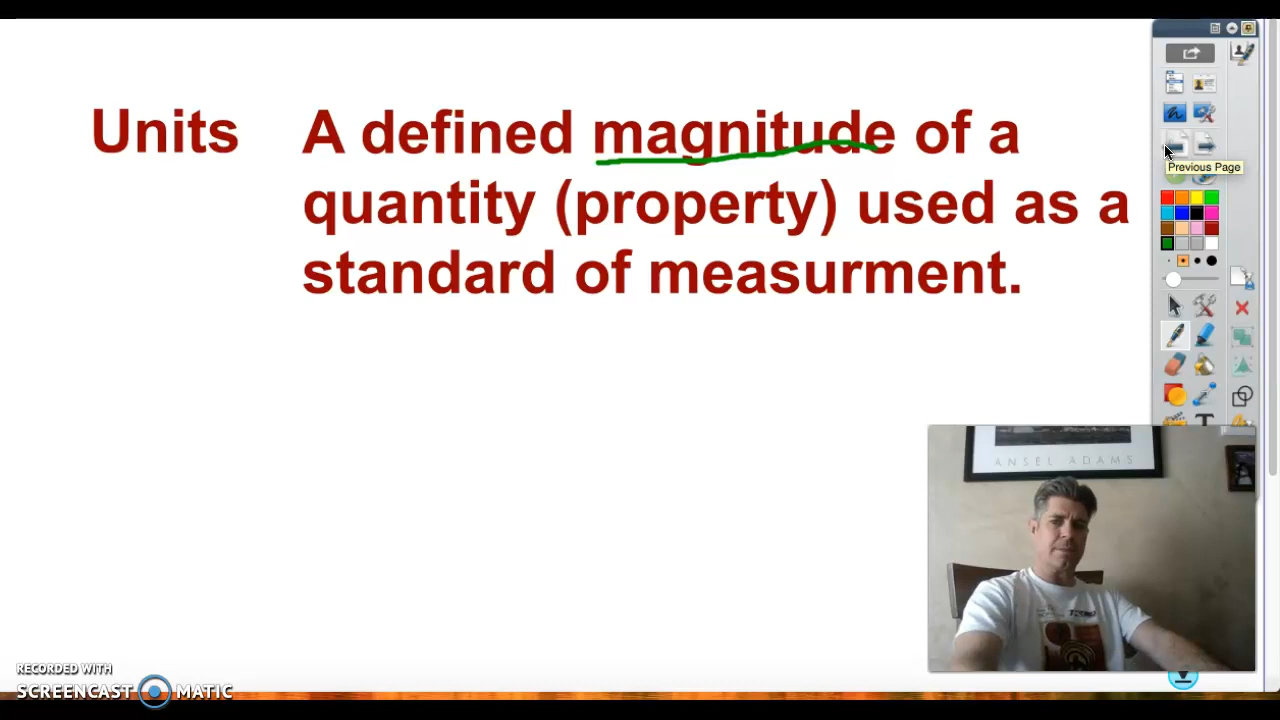 Units A defined magnitude of a
quantity (property) used as a
standard of measurment.
Previous Page
ANSEL ADAMS
RECORDED WITH
SCREENCAST MATIC